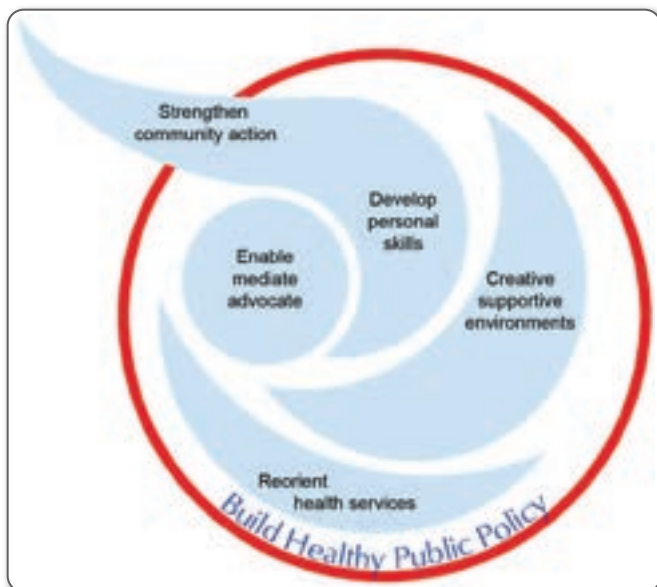 Strengthen
community action
Develop
personal
skills
Enable
mediate
advocate
Creative
supportive
environments
Reorient
health services
Build Healthy Public Policy